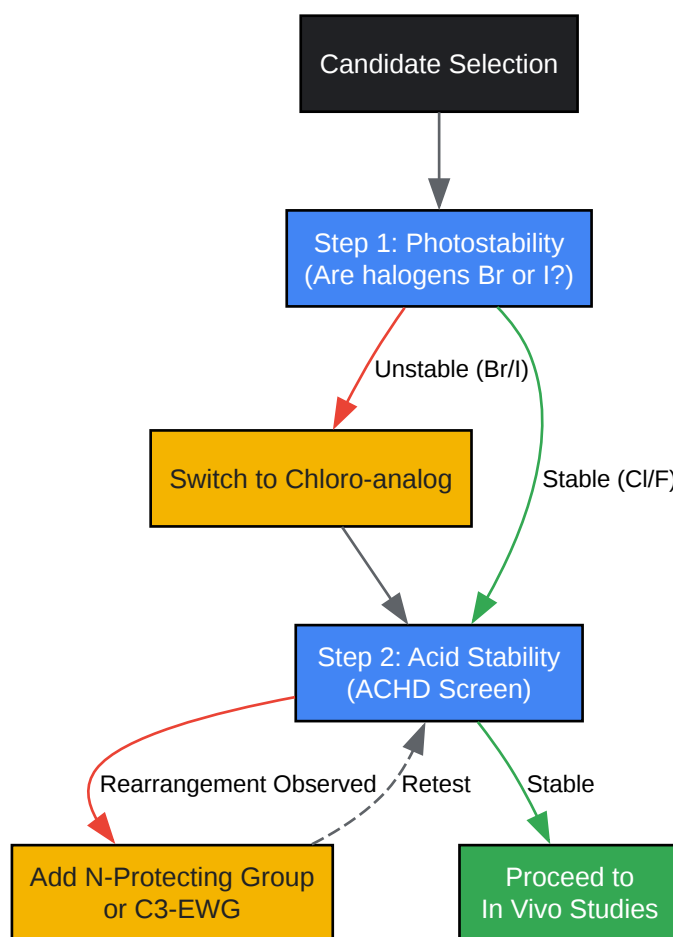 Candidate Selection
Step 1: Photostability
(Are halogens Br or I?)
Unstable (Br/I)
Switch to Chloro-analog
Stable (Cl/F)
Step 2: Acid Stability
(ACHD Screen)
Rearrangement Observed
Retest
Stable
Add N-Protecting Group
or C3-EWG
Proceed to
In Vivo Studies